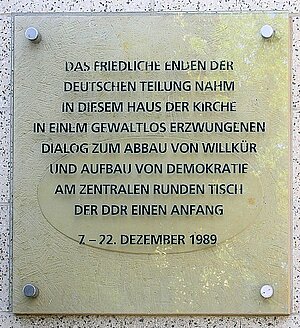 DAS FRIEDLICHE ENDEN DER
DEUTSCHEN TEILUNG NAHM
IN DIESEM HAUS DER KIRCHE
IN EINEM GEWALTLOS ERZWUNGENEN
DIALOG ZUM ABBAU VON WILLKÜR
UND AUFBAU VON DEMOKRATIE
AM ZENTRALEN RUNDEN TISCH
DER DDR EINEN ANFANG
7. – 22. DEZEMBER 1989